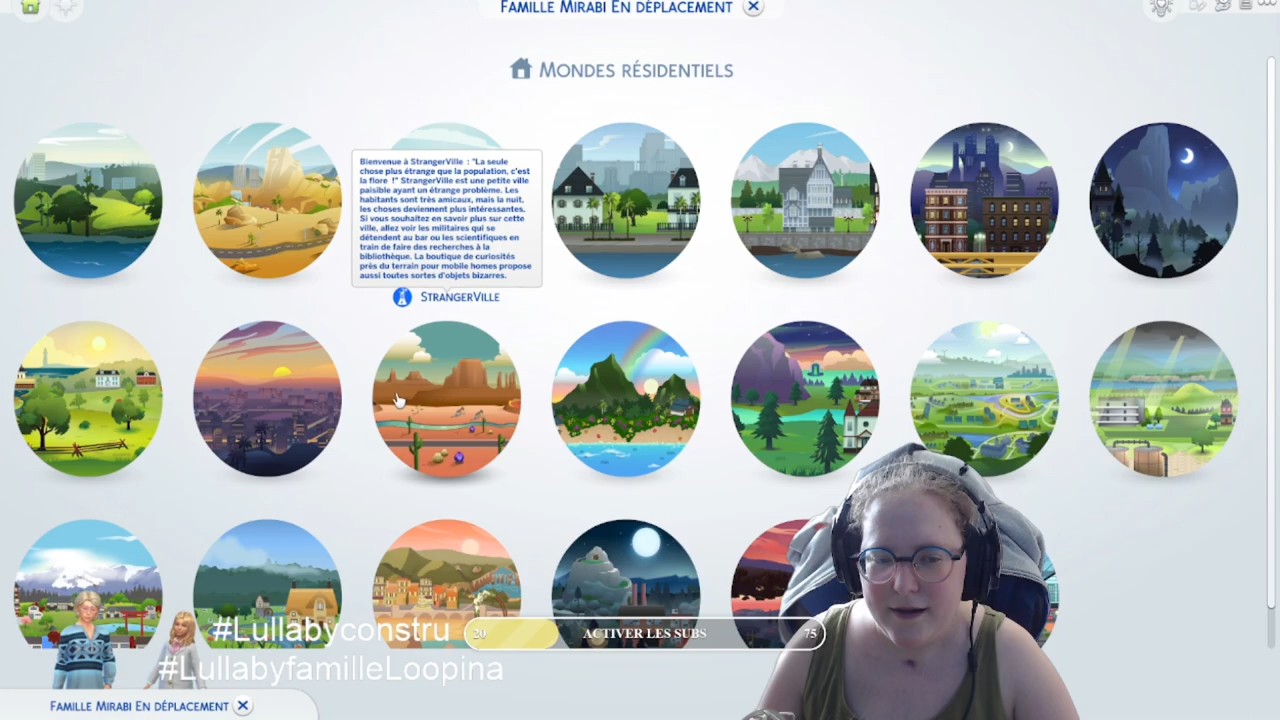 FAMILLE MIRABI EN DÉPLACEMENT
MONDES RÉSIDENTIELS
Bienvenue à StrangerVille : "La seule
chose plus étrange que la population, c'est
la flore !" StrangerVille est une petite ville
paisible ayant un étrange problème. Les
habitants sont très amicaux, mais la nuit,
les choses deviennent plus intéressantes.
Si vous souhaitez en savoir plus sur cette
ville, allez voir les militaires qui se
détendent au bar ou les scientifiques en
train de faire des recherches à la
bibliothèque. La boutique de curiosités
près du terrain pour mobile homes propose
aussi toutes sortes d'objets bizarres.
STRANGERVILLE
#Lullabyconstru
20 ACTIVER LES SUBS 75
#LullabyfamilleLoopina
FAMILLE MIRABI EN DÉPLACEMENT